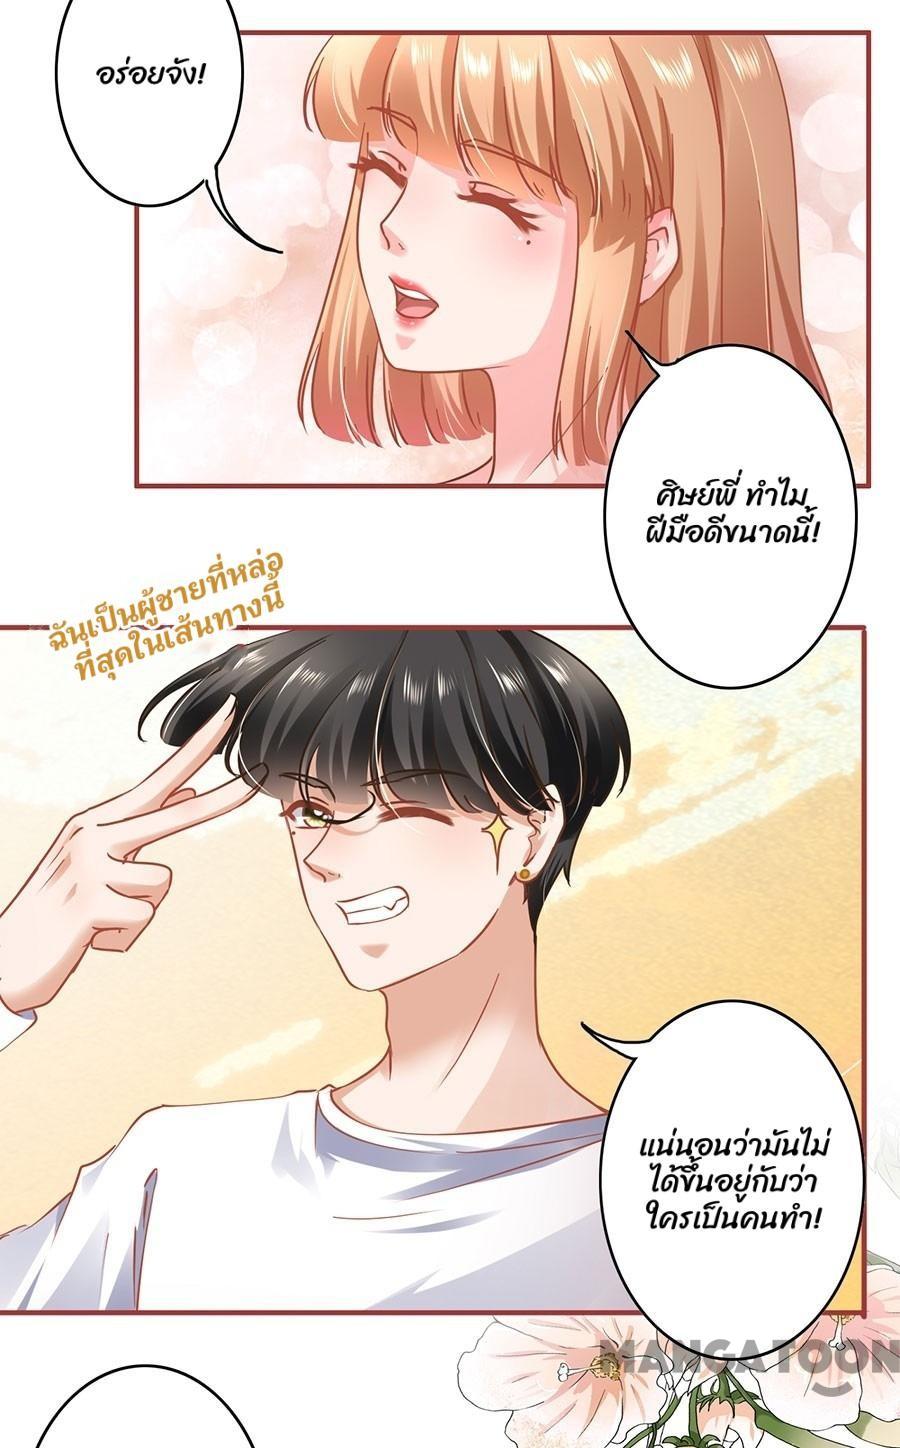 อร่อยจัง!
ศิษย์พี่ ทำไม
ฝีมือดีขนาดนี้!
ฉันเป็นผู้ชายที่หล่อ
ที่สุดในเส้นทางนี้
แน่นอนว่ามันไม่
ได้ขึ้นอยู่กับว่า
ใครเป็นคนทำ!
MANGATOON